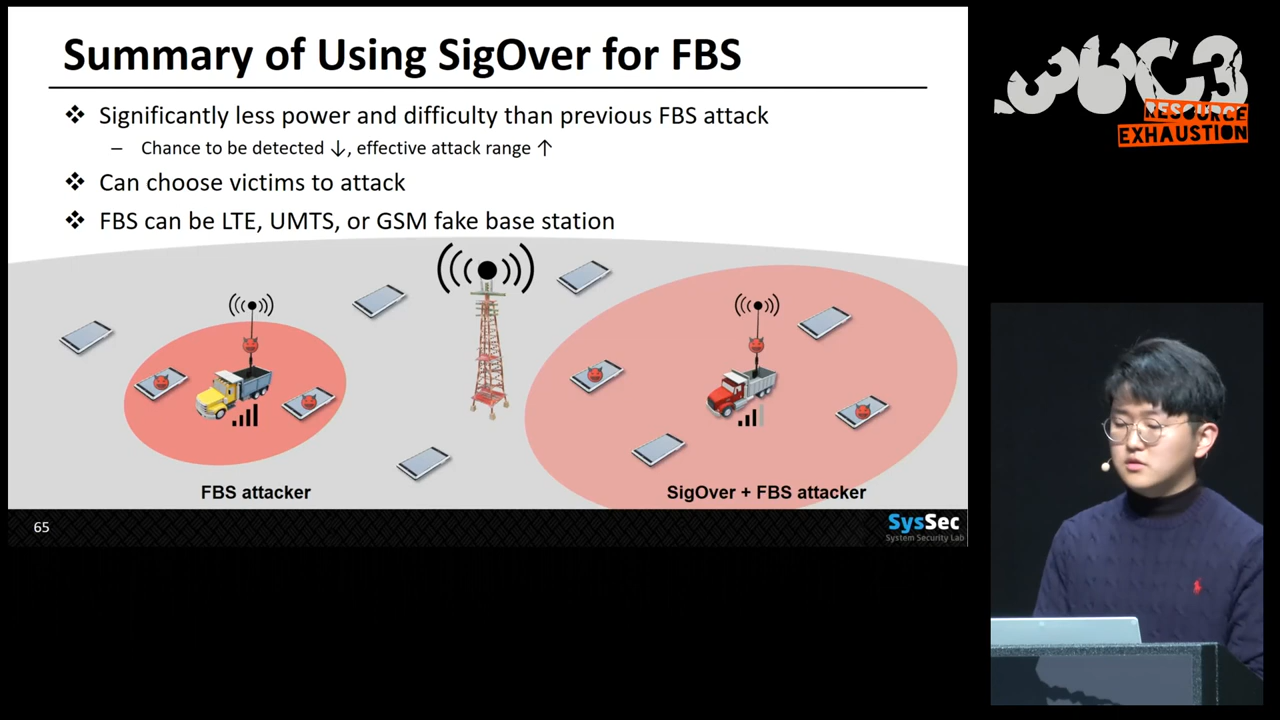 Summary of Using SigOver for FBS
❖ Significantly less power and difficulty than previous FBS attack
– Chance to be detected ↓, effective attack range ↑
❖ Can choose victims to attack
❖ FBS can be LTE, UMTS, or GSM fake base station
FBS attacker
SigOver + FBS attacker
65
SysSec
System Security Lab
36C3
RESOURCE
EXHAUSTION